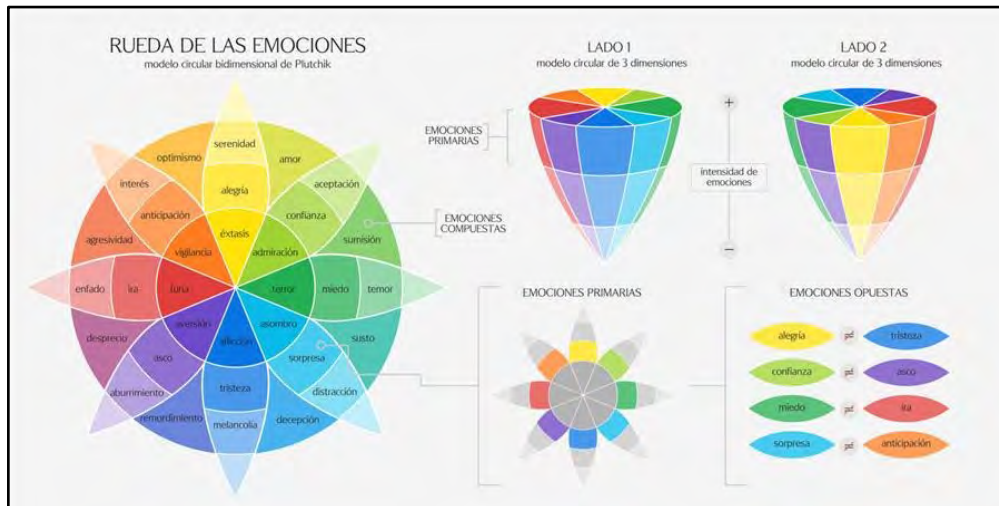 RUEDA DE LAS EMOCIONES
modelo circular bidimensional de Plutchik
serenidad
optimismo
amor
interés
aceptación
alegría
anticipación
confianza
agresividad
sumisión
éxtasis
vigilancia
admiración
enfado
ira
furia
terror
miedo
temor
aversión
asombro
desprecio
aflicción
susto
asco
sorpresa
aburrimiento
tristeza
distracción
remordimiento
melancolia
decepción
EMOCIONES
PRIMARIAS
EMOCIONES
COMPUESTAS
LADO 1
modelo circular de 3 dimensiones
LADO 2
modelo circular de 3 dimensiones
+
intensidad de
emociones
−
EMOCIONES PRIMARIAS
EMOCIONES OPUESTAS
alegría
tristeza
confianza
asco
miedo
ira
sorpresa
anticipación